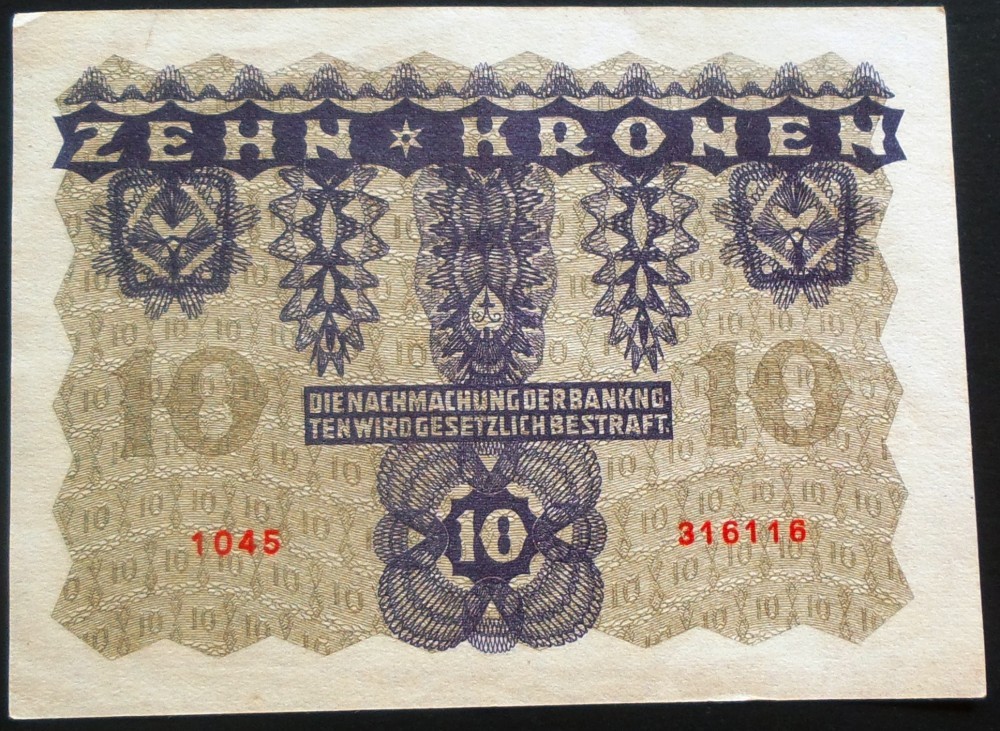 ZEHN ✶ KRONEN
10 10
DIE NACHMACHUNG DER BANKNO-
TEN WIRD GESETZLICH BESTRAFT.
10
1045 316116